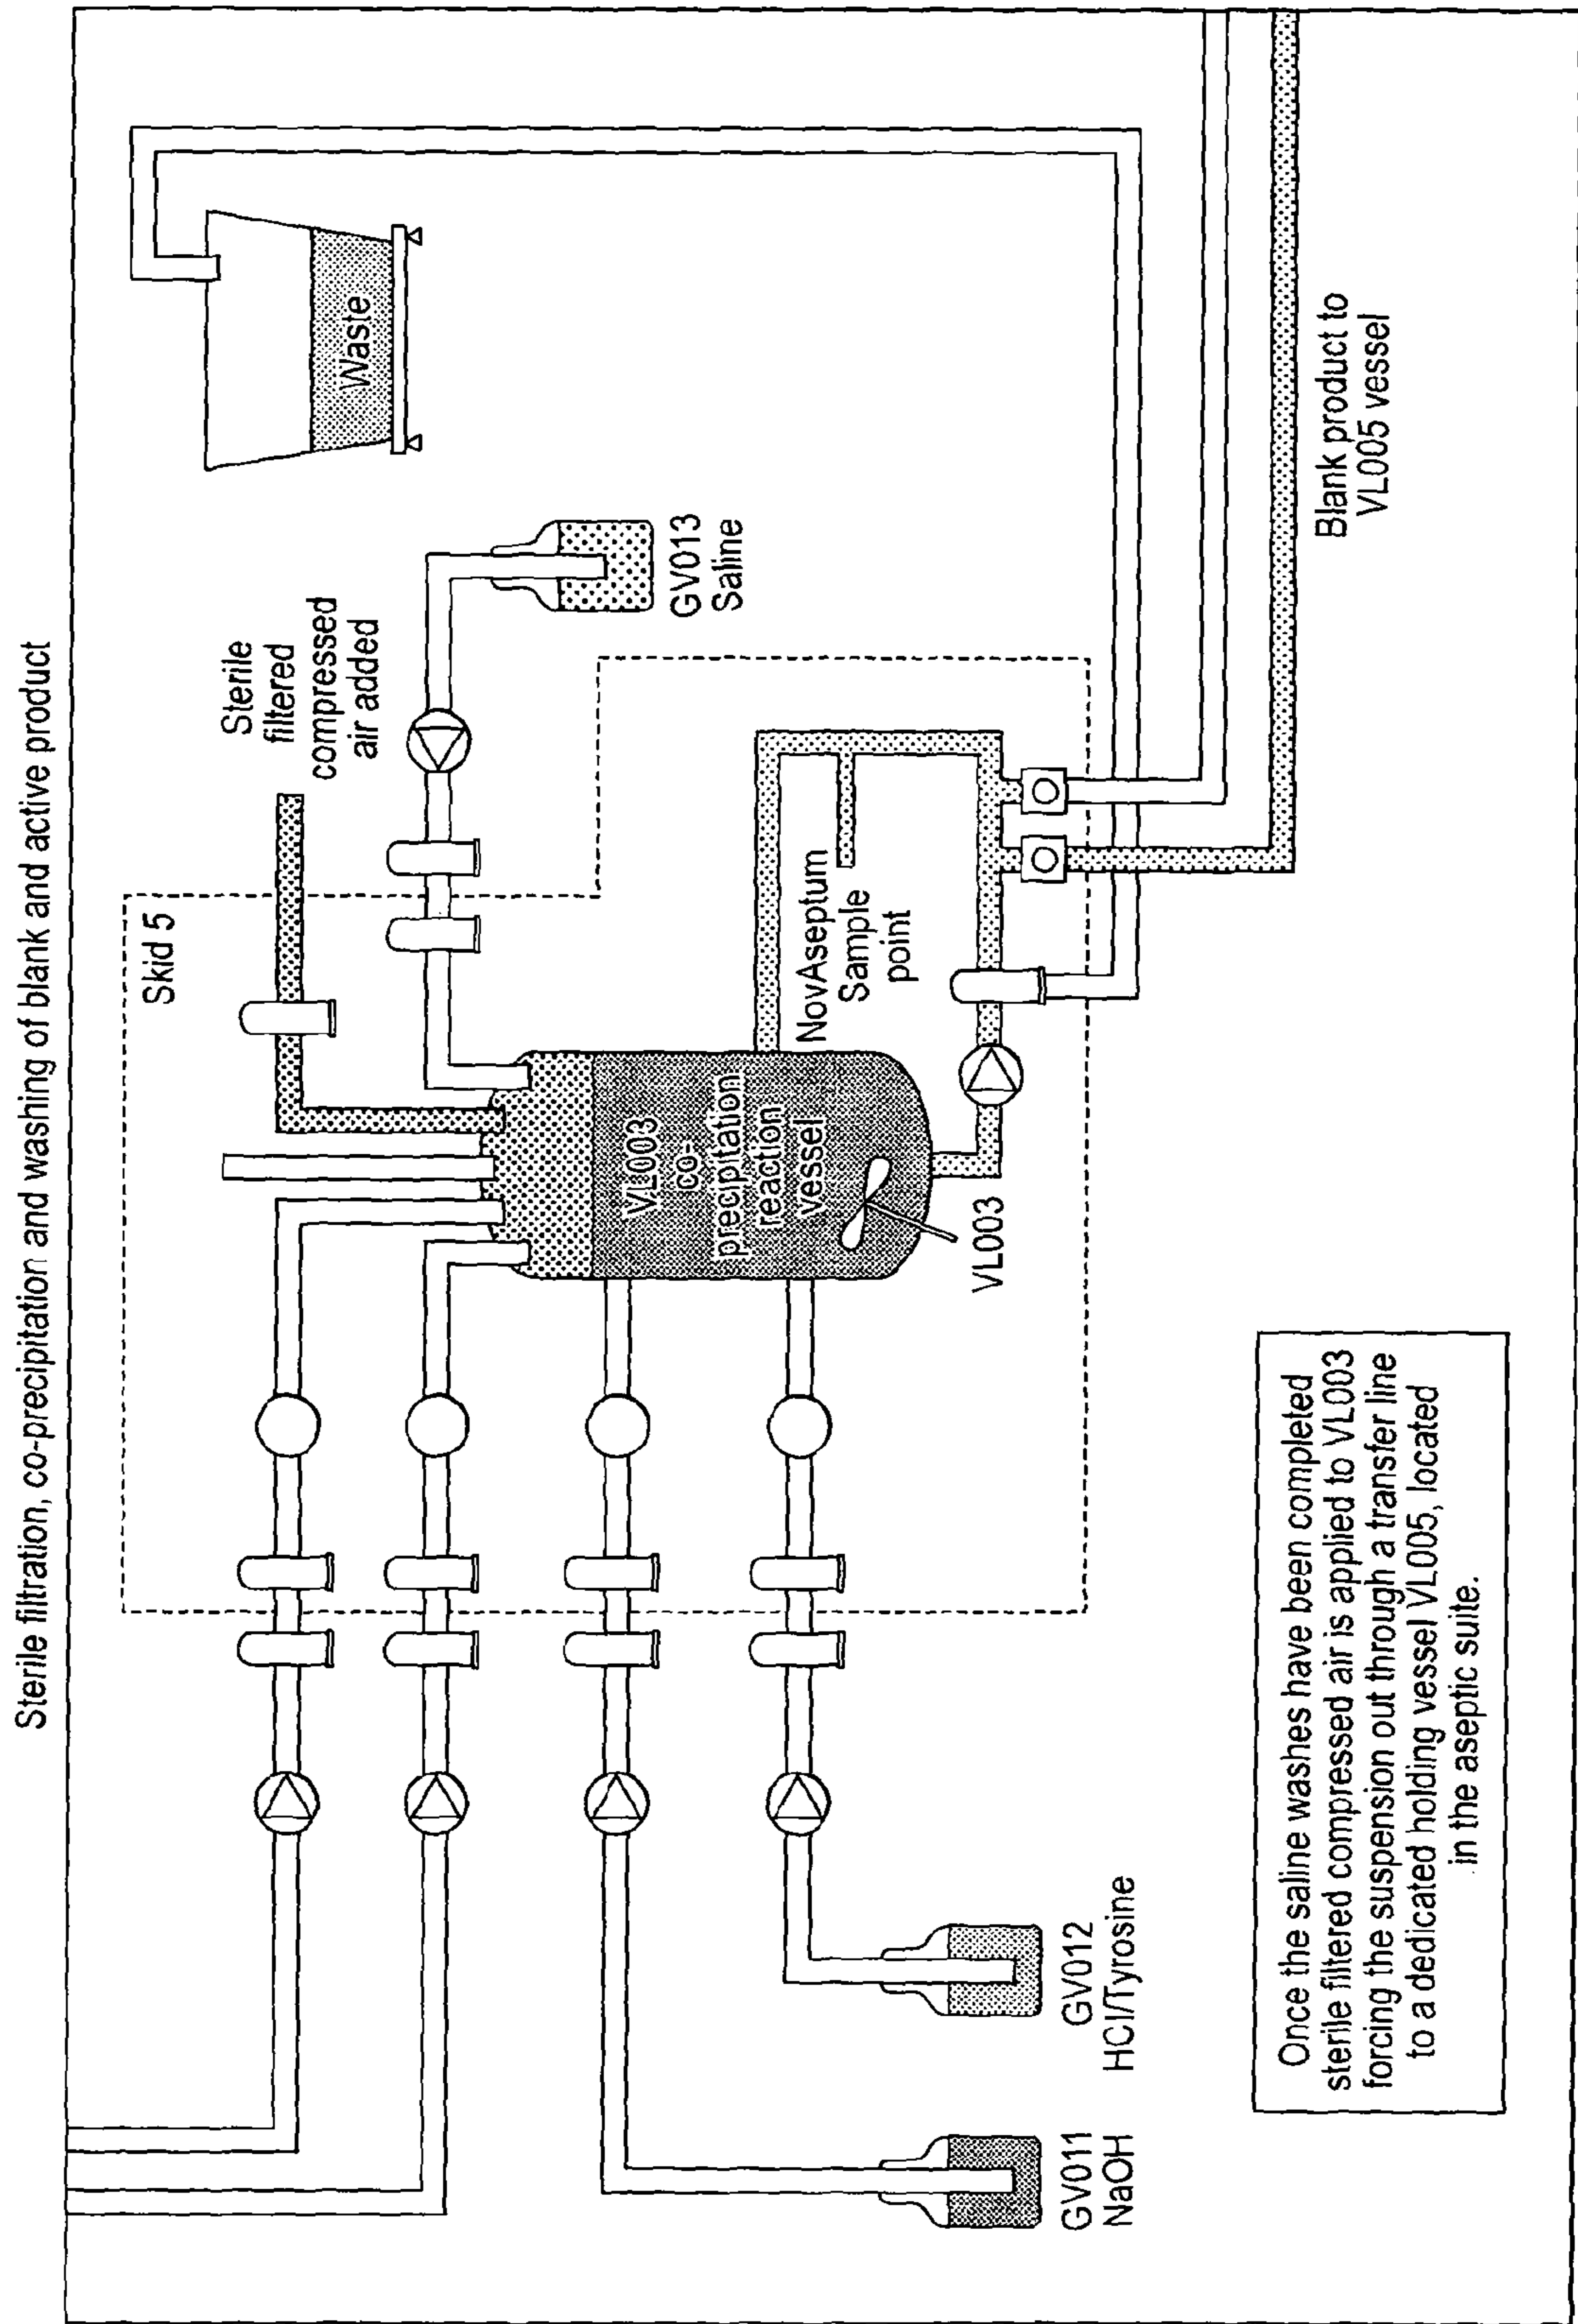 Sterile filtration, co-precipitation and washing of blank and active product
Skid 5
Sterile
filtered
compressed
air added
Waste
GV013
Saline
VL003
co-
precipitation
reaction
vessel
NovAseptum
Sample
point
VL003
GV011
NaOH
GV012
HCl/Tyrosine
Blank product to
VL005 vessel
Once the saline washes have been completed
sterile filtered compressed air is applied to VL003
forcing the suspension out through a transfer line
to a dedicated holding vessel VL005, located
in the aseptic suite.